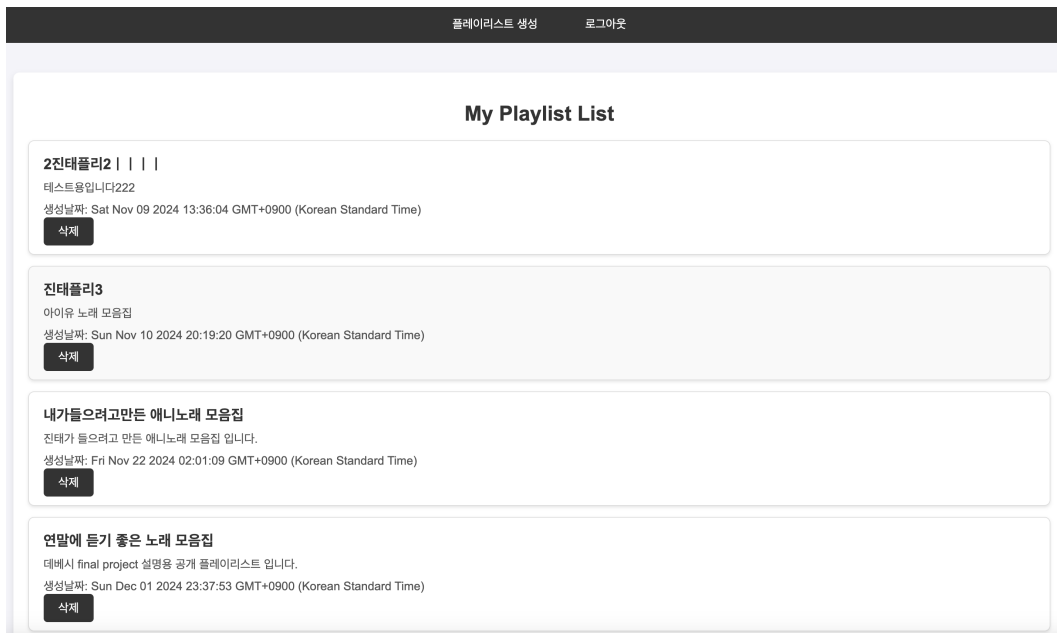 플레이리스트 생성 로그아웃
My Playlist List
2진태플리2ㅣㅣㅣㅣ
테스트용입니다222
생성날짜: Sat Nov 09 2024 13:36:04 GMT+0900 (Korean Standard Time)
삭제
진태플리3
아이유 노래 모음집
생성날짜: Sun Nov 10 2024 20:19:20 GMT+0900 (Korean Standard Time)
삭제
내가들으려고만든 애니노래 모음집
진태가 들으려고 만든 애니노래 모음집 입니다.
생성날짜: Fri Nov 22 2024 02:01:09 GMT+0900 (Korean Standard Time)
삭제
연말에 듣기 좋은 노래 모음집
데베시 final project 설명용 공개 플레이리스트 입니다.
생성날짜: Sun Dec 01 2024 23:37:53 GMT+0900 (Korean Standard Time)
삭제